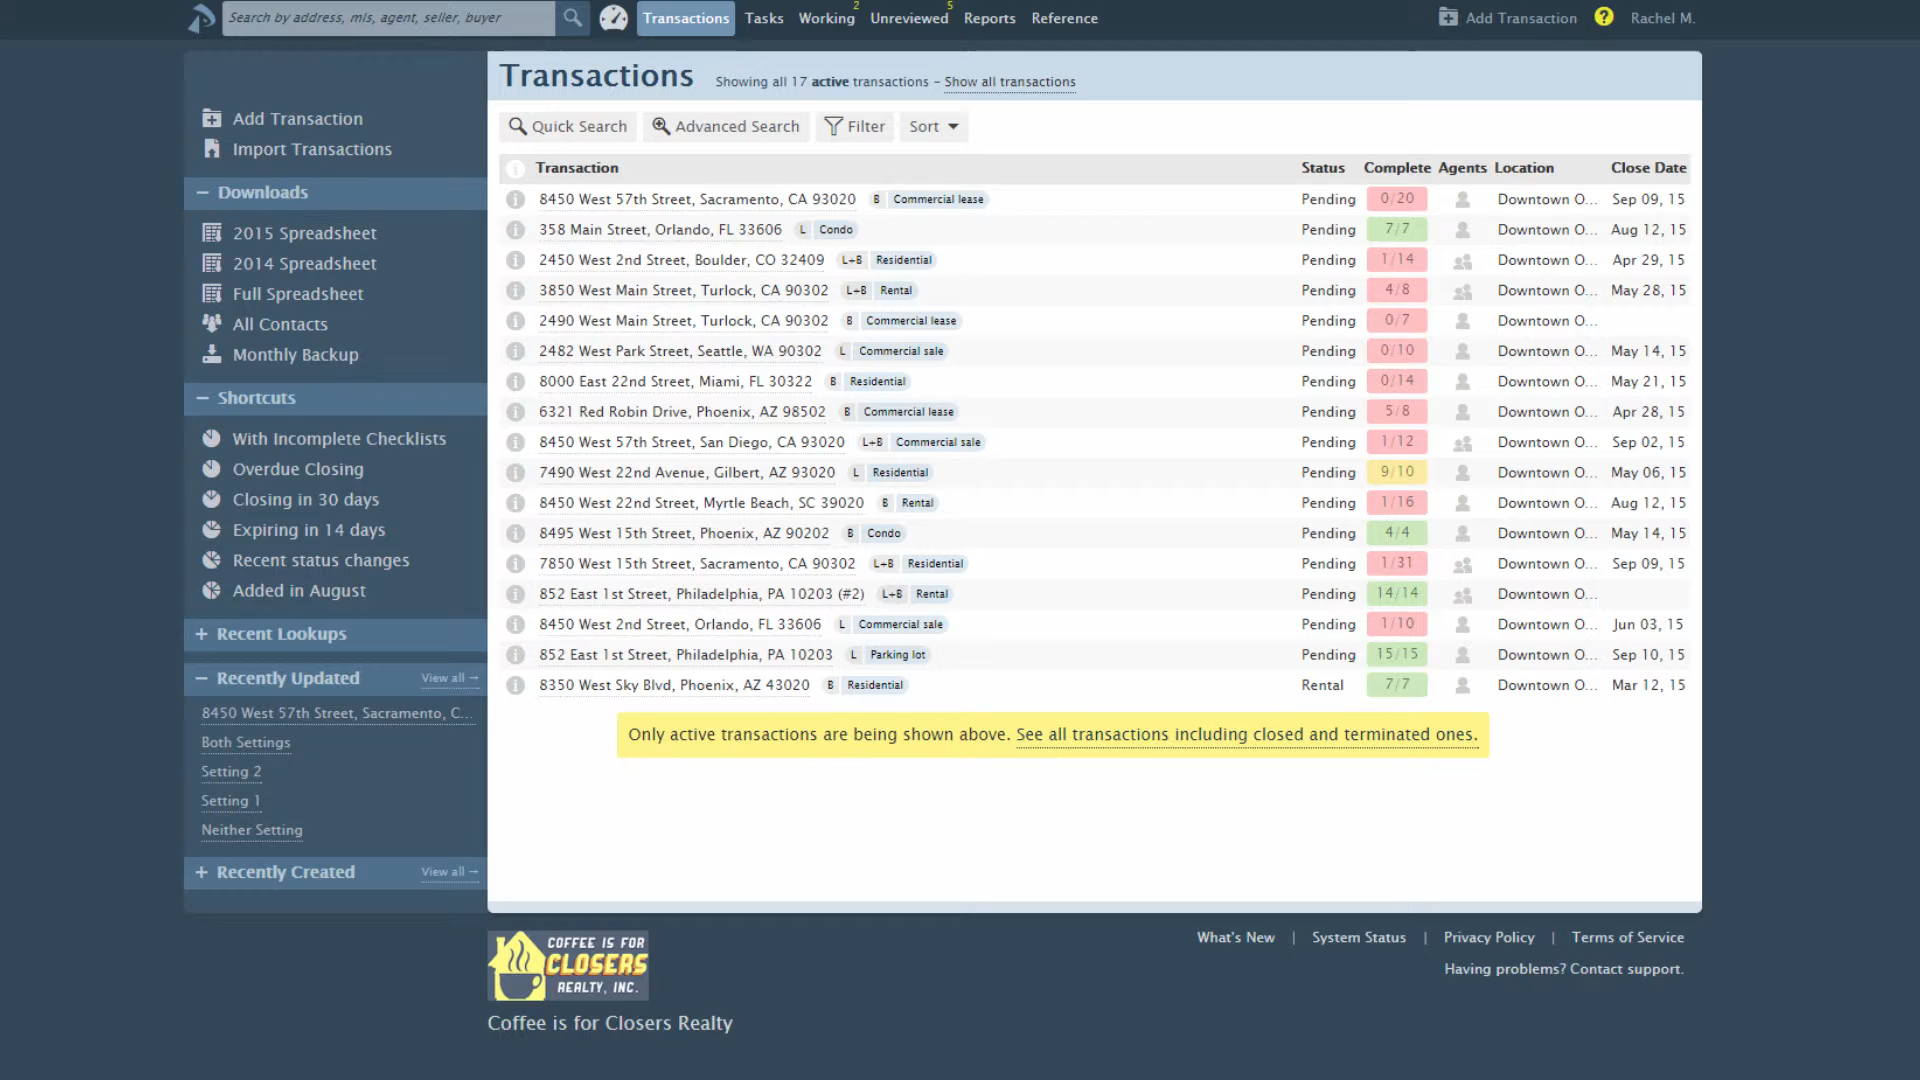 Search by address, mls, agent, seller, buyer
Transactions Tasks Working 2 Unreviewed 5 Reports Reference
Add Transaction ? Rachel M.
Add Transaction
Import Transactions
− Downloads
2015 Spreadsheet
2014 Spreadsheet
Full Spreadsheet
All Contacts
Monthly Backup
− Shortcuts
With Incomplete Checklists
Overdue Closing
Closing in 30 days
Expiring in 14 days
Recent status changes
Added in August
+ Recent Lookups
− Recently Updated View all →
8450 West 57th Street, Sacramento, C...
Both Settings
Setting 2
Setting 1
Neither Setting
+ Recently Created View all →
Transactions Showing all 17 active transactions – Show all transactions
Quick Search Advanced Search Filter Sort
Transaction Status Complete Agents Location Close Date
8450 West 57th Street, Sacramento, CA 93020 B Commercial lease Pending 0/20 Downtown O... Sep 09, 15
358 Main Street, Orlando, FL 33606 L Condo Pending 7/7 Downtown O... Aug 12, 15
2450 West 2nd Street, Boulder, CO 32409 L+B Residential Pending 1/14 Downtown O... Apr 29, 15
3850 West Main Street, Turlock, CA 90302 L+B Rental Pending 4/8 Downtown O... May 28, 15
2490 West Main Street, Turlock, CA 90302 B Commercial lease Pending 0/7 Downtown O...
2482 West Park Street, Seattle, WA 90302 L Commercial sale Pending 0/10 Downtown O... May 14, 15
8000 East 22nd Street, Miami, FL 30322 B Residential Pending 0/14 Downtown O... May 21, 15
6321 Red Robin Drive, Phoenix, AZ 98502 B Commercial lease Pending 5/8 Downtown O... Apr 28, 15
8450 West 57th Street, San Diego, CA 93020 L+B Commercial sale Pending 1/12 Downtown O... Sep 02, 15
7490 West 22nd Avenue, Gilbert, AZ 93020 L Residential Pending 9/10 Downtown O... May 06, 15
8450 West 22nd Street, Myrtle Beach, SC 39020 B Rental Pending 1/16 Downtown O... Aug 12, 15
8495 West 15th Street, Phoenix, AZ 90202 B Condo Pending 4/4 Downtown O... May 14, 15
7850 West 15th Street, Sacramento, CA 90302 L+B Residential Pending 1/31 Downtown O... Sep 09, 15
852 East 1st Street, Philadelphia, PA 10203 (#2) L+B Rental Pending 14/14 Downtown O...
8450 West 2nd Street, Orlando, FL 33606 L Commercial sale Pending 1/10 Downtown O... Jun 03, 15
852 East 1st Street, Philadelphia, PA 10203 L Parking lot Pending 15/15 Downtown O... Sep 10, 15
8350 West Sky Blvd, Phoenix, AZ 43020 B Residential Rental 7/7 Downtown O... Mar 12, 15
Only active transactions are being shown above. See all transactions including closed and terminated ones.
COFFEE IS FOR
CLOSERS
REALTY, INC.
Coffee is for Closers Realty
What's New | System Status | Privacy Policy | Terms of Service
Having problems? Contact support.